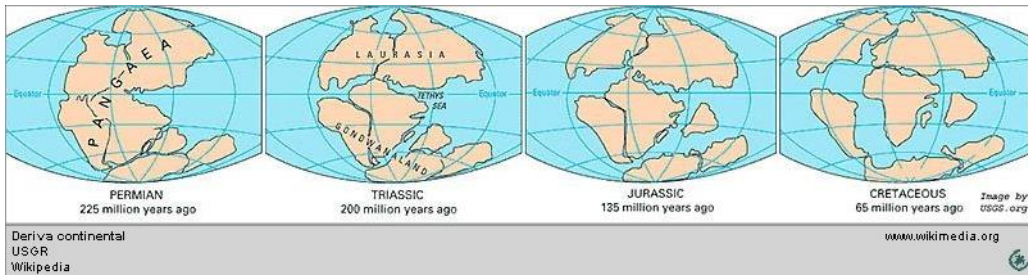 PANGAEA
Equator
PERMIAN
225 million years ago
LAURASIA
TETHYS
SEA
Equator
GONDWANALAND
TRIASSIC
200 million years ago
JURASSIC
135 million years ago
Equator
CRETACEOUS
65 million years ago
Image by
USGS.org
Deriva continental
USGR
Wikipedia
www.wikimedia.org